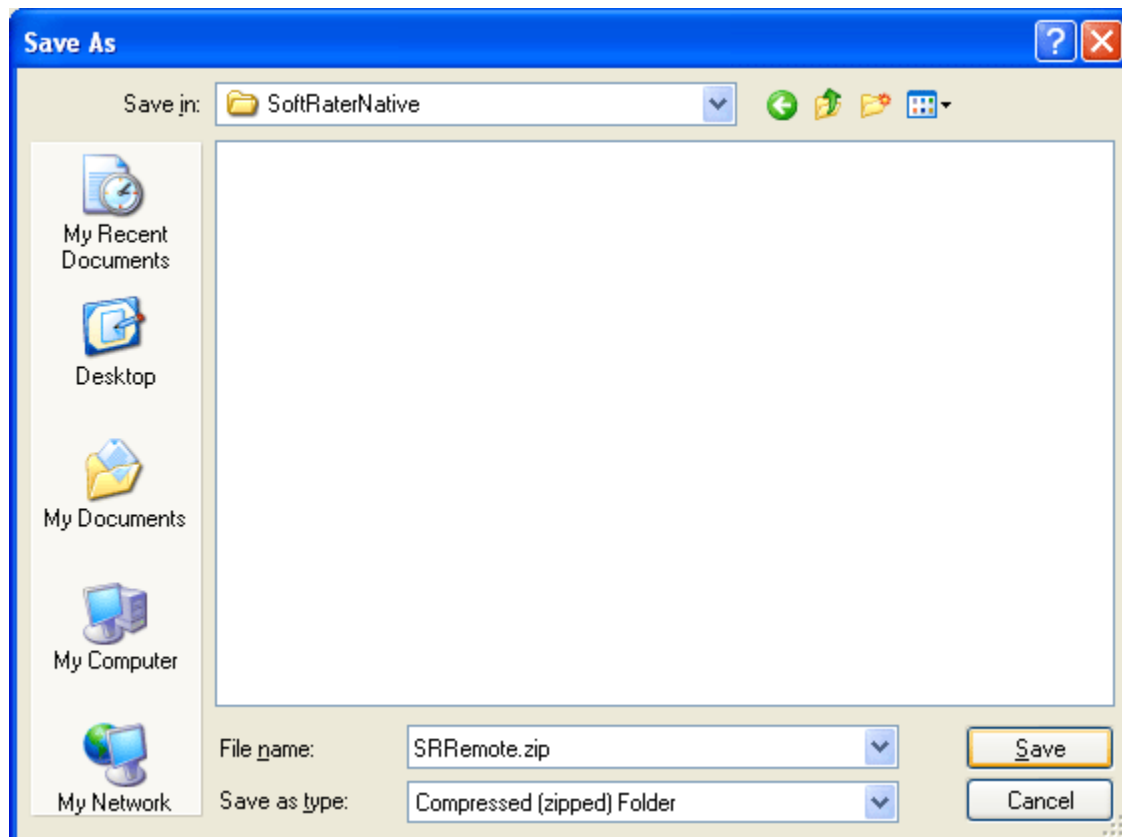 Save As
Save in: SoftRaterNative
My Recent
Documents
Desktop
My Documents
My Computer
My Network
File name: SRRemote.zip
Save
Save as type: Compressed (zipped) Folder
Cancel